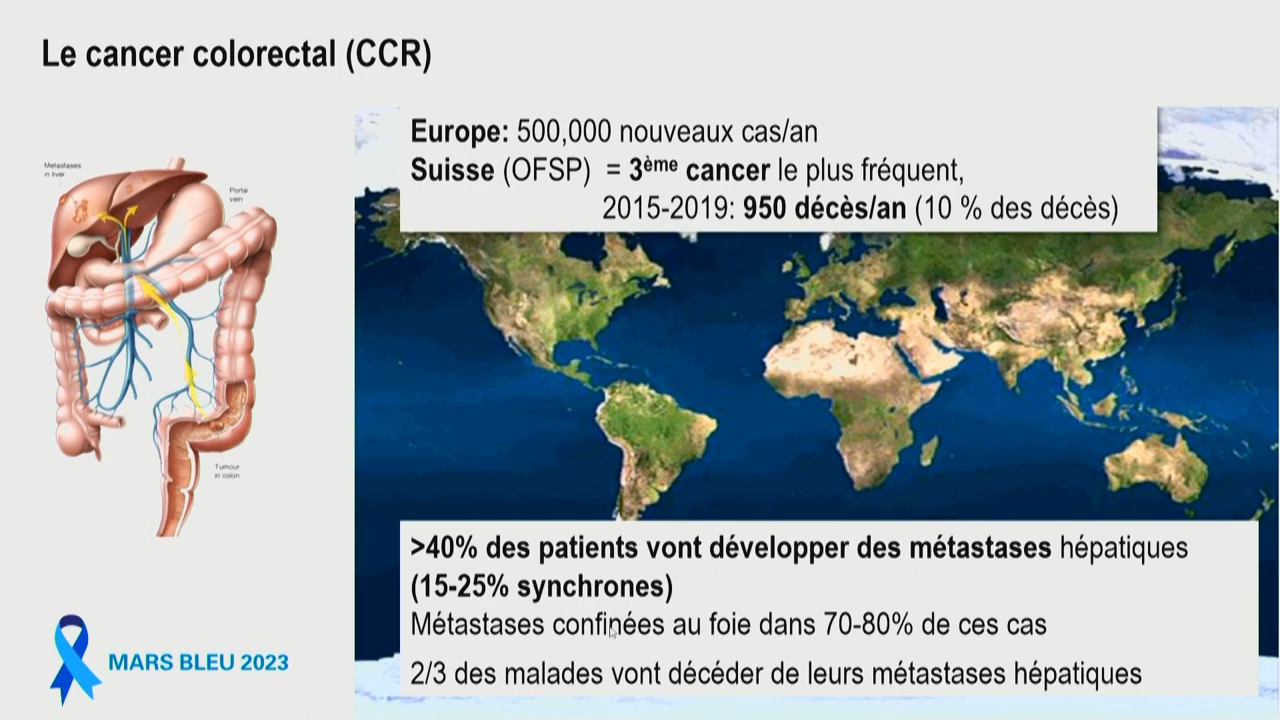 Le cancer colorectal (CCR)
Europe: 500,000 nouveaux cas/an
Suisse (OFSP) = 3ème cancer le plus fréquent,
2015-2019: 950 décès/an (10 % des décès)
Metastases
in liver
Portal
vein
Tumour
in colon
>40% des patients vont développer des métastases hépatiques
(15-25% synchrones)
Métastases confinées au foie dans 70-80% de ces cas
2/3 des malades vont décéder de leurs métastases hépatiques
MARS BLEU 2023